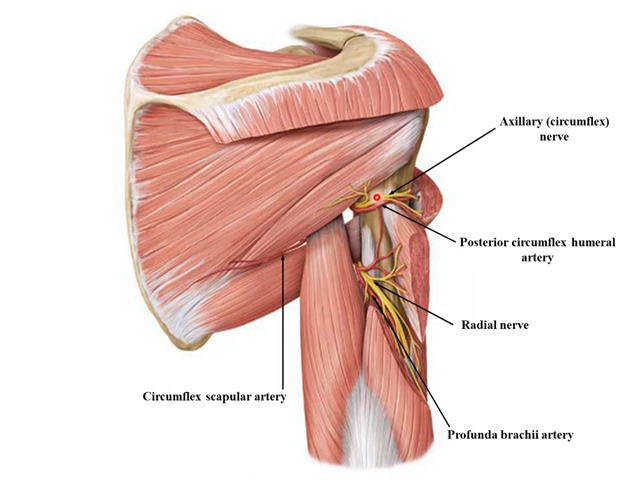 Axillary (circumflex)
nerve
Posterior circumflex humeral
artery
Radial nerve
Circumflex scapular artery
Profunda brachii artery